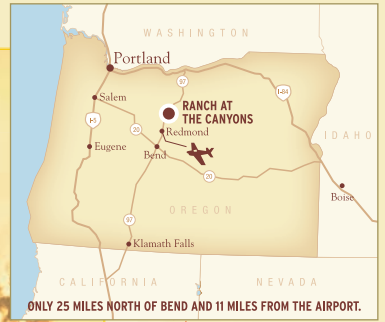 WASHINGTON
Portland
97
I-84
Salem
RANCH AT
THE CANYONS
I-5
20
Redmond
IDAHO
Eugene
Bend
20
Boise
OREGON
97
Klamath Falls
CALIFORNIA
NEVADA
ONLY 25 MILES NORTH OF BEND AND 11 MILES FROM THE AIRPORT.